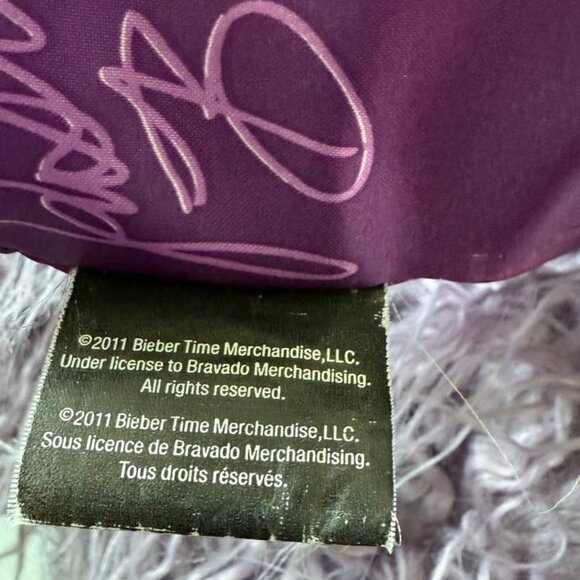 ©2011 Bieber Time Merchandise,LLC.
Under license to Bravado Merchandising.
All rights reserved.
©2011 Bieber Time Merchandise,LLC.
Sous licence de Bravado Merchandising.
Tous droits réservés.